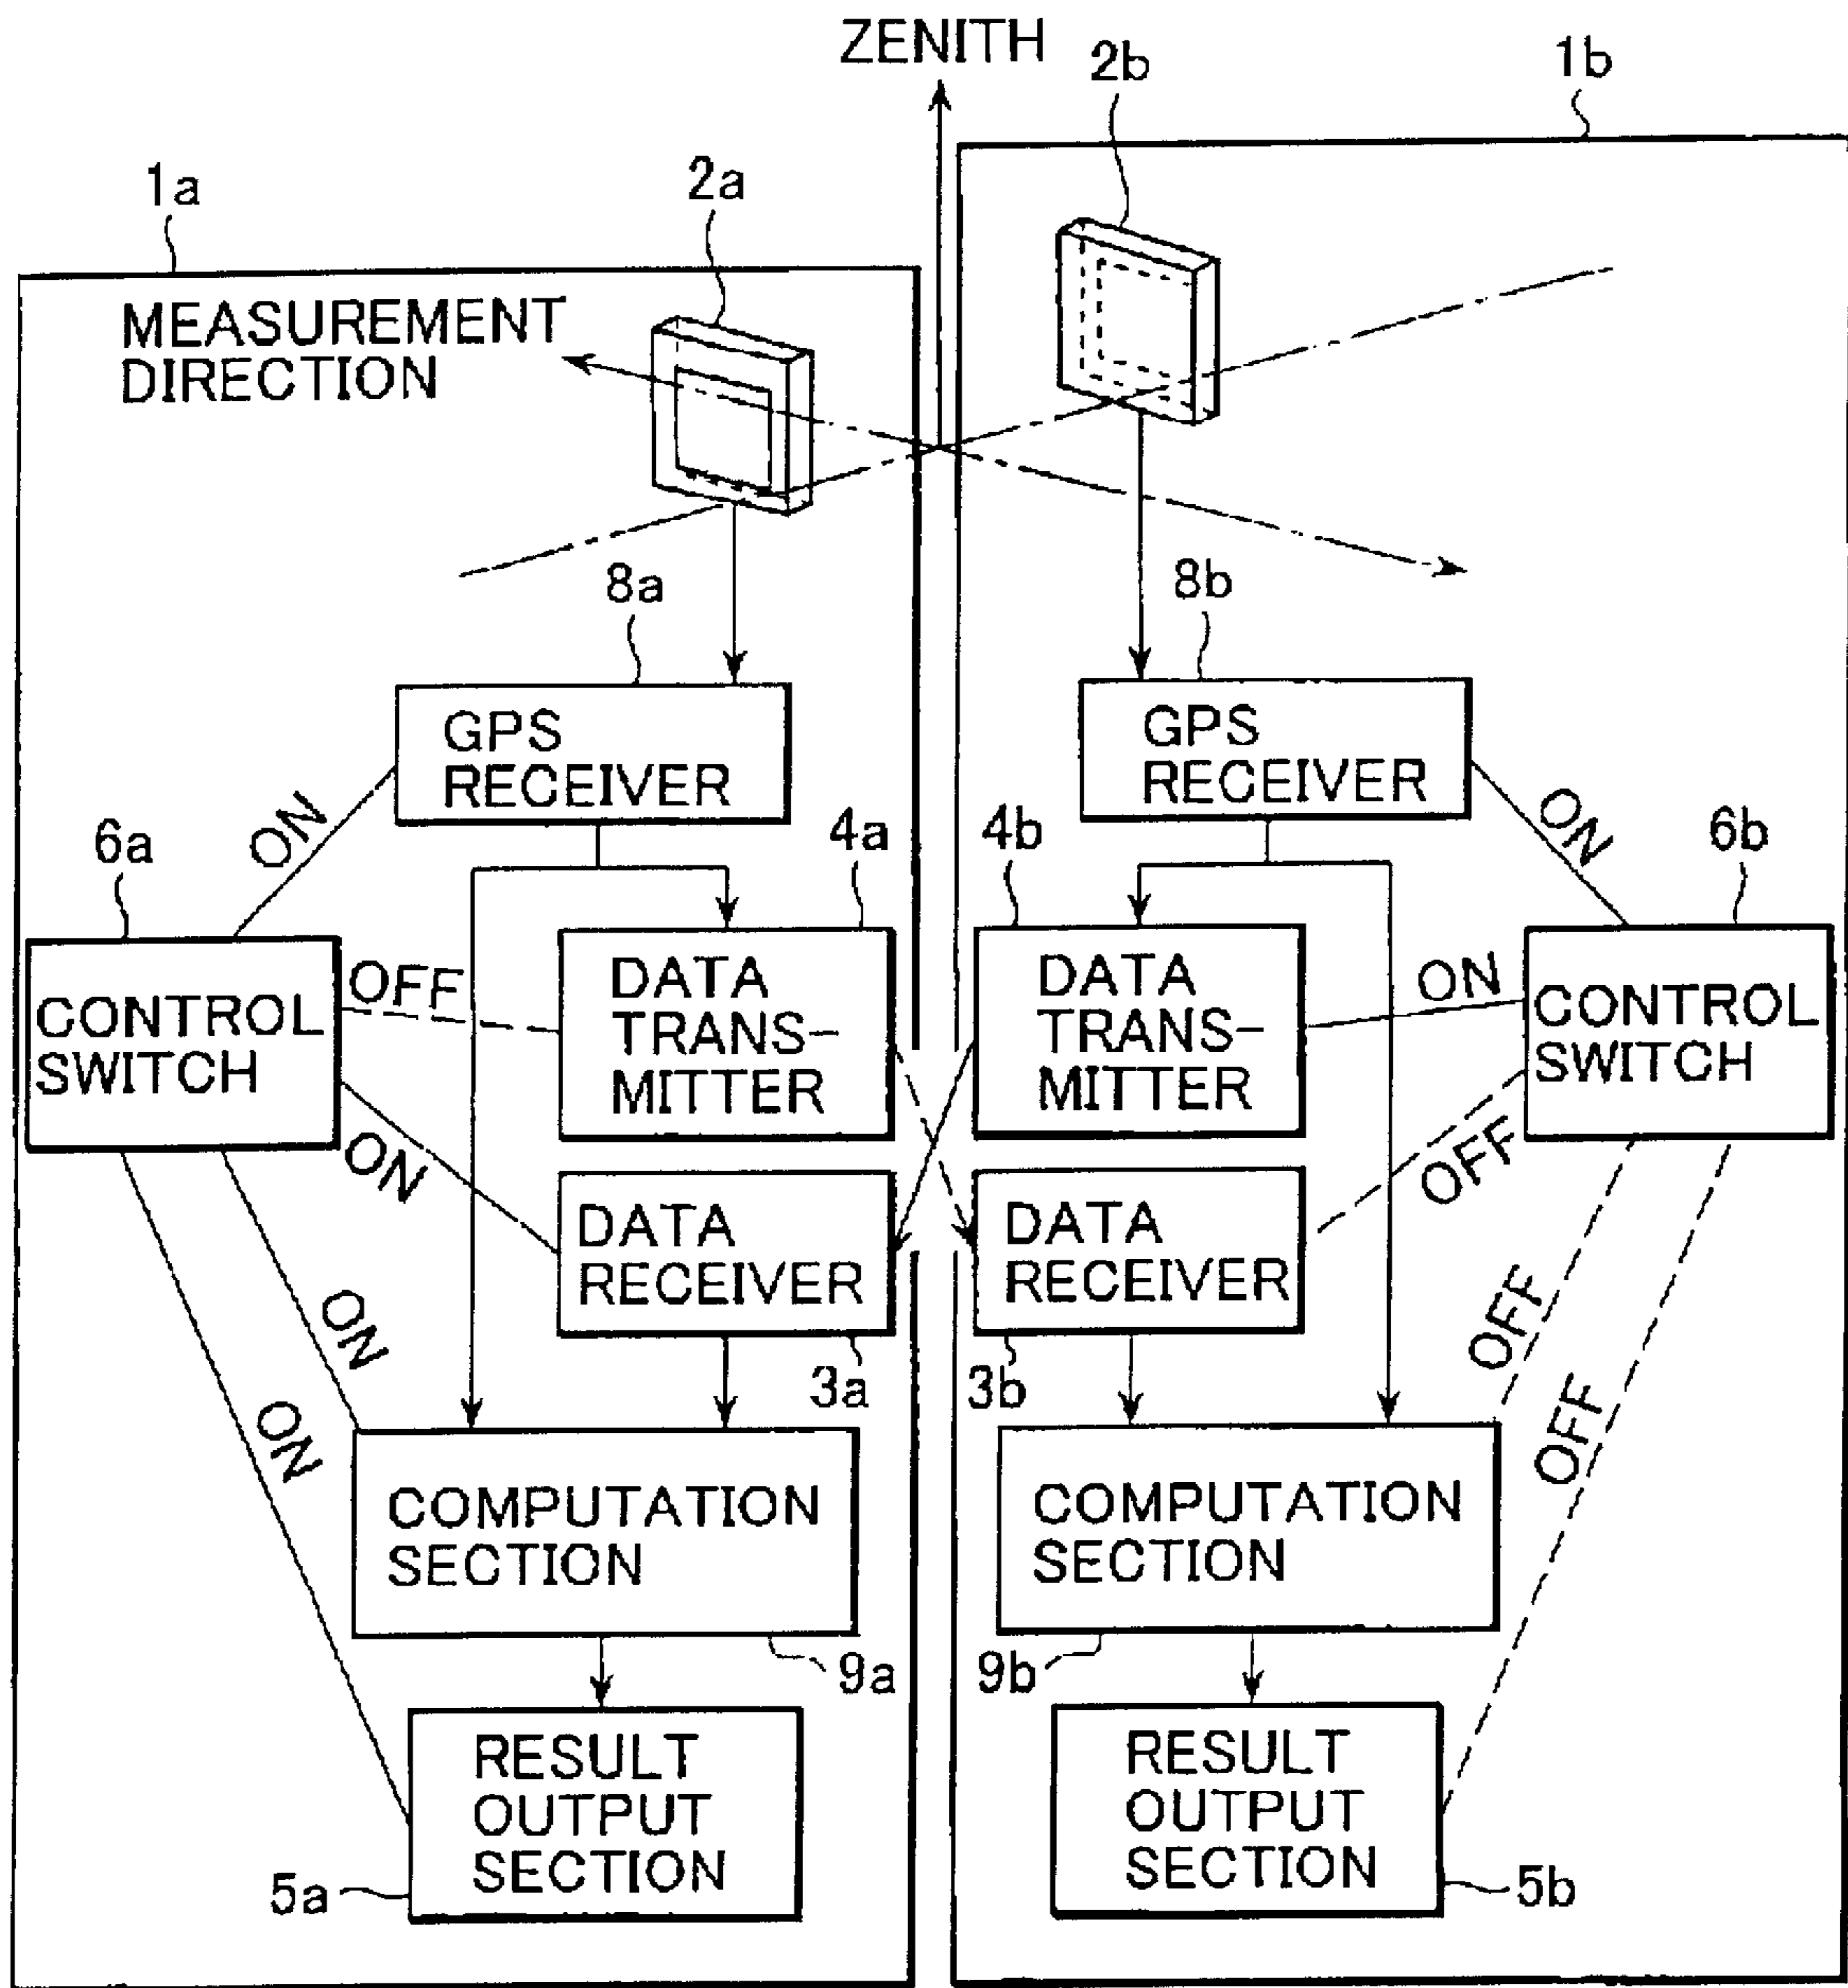 ZENITH
2b
1b
1a
2a
MEASUREMENT
DIRECTION
8a
8b
GPS
RECEIVER
GPS
RECEIVER
ON
ON
6a
4a
4b
6b
CONTROL
SWITCH
OFF
DATA
TRANS-
MITTER
DATA
TRANS-
MITTER
ON
CONTROL
SWITCH
ON
OFF
DATA
RECEIVER
DATA
RECEIVER
ON
OFF
3a
3b
ON
OFF
COMPUTATION
SECTION
COMPUTATION
SECTION
9a
9b
RESULT
OUTPUT
SECTION
RESULT
OUTPUT
SECTION
5a
5b